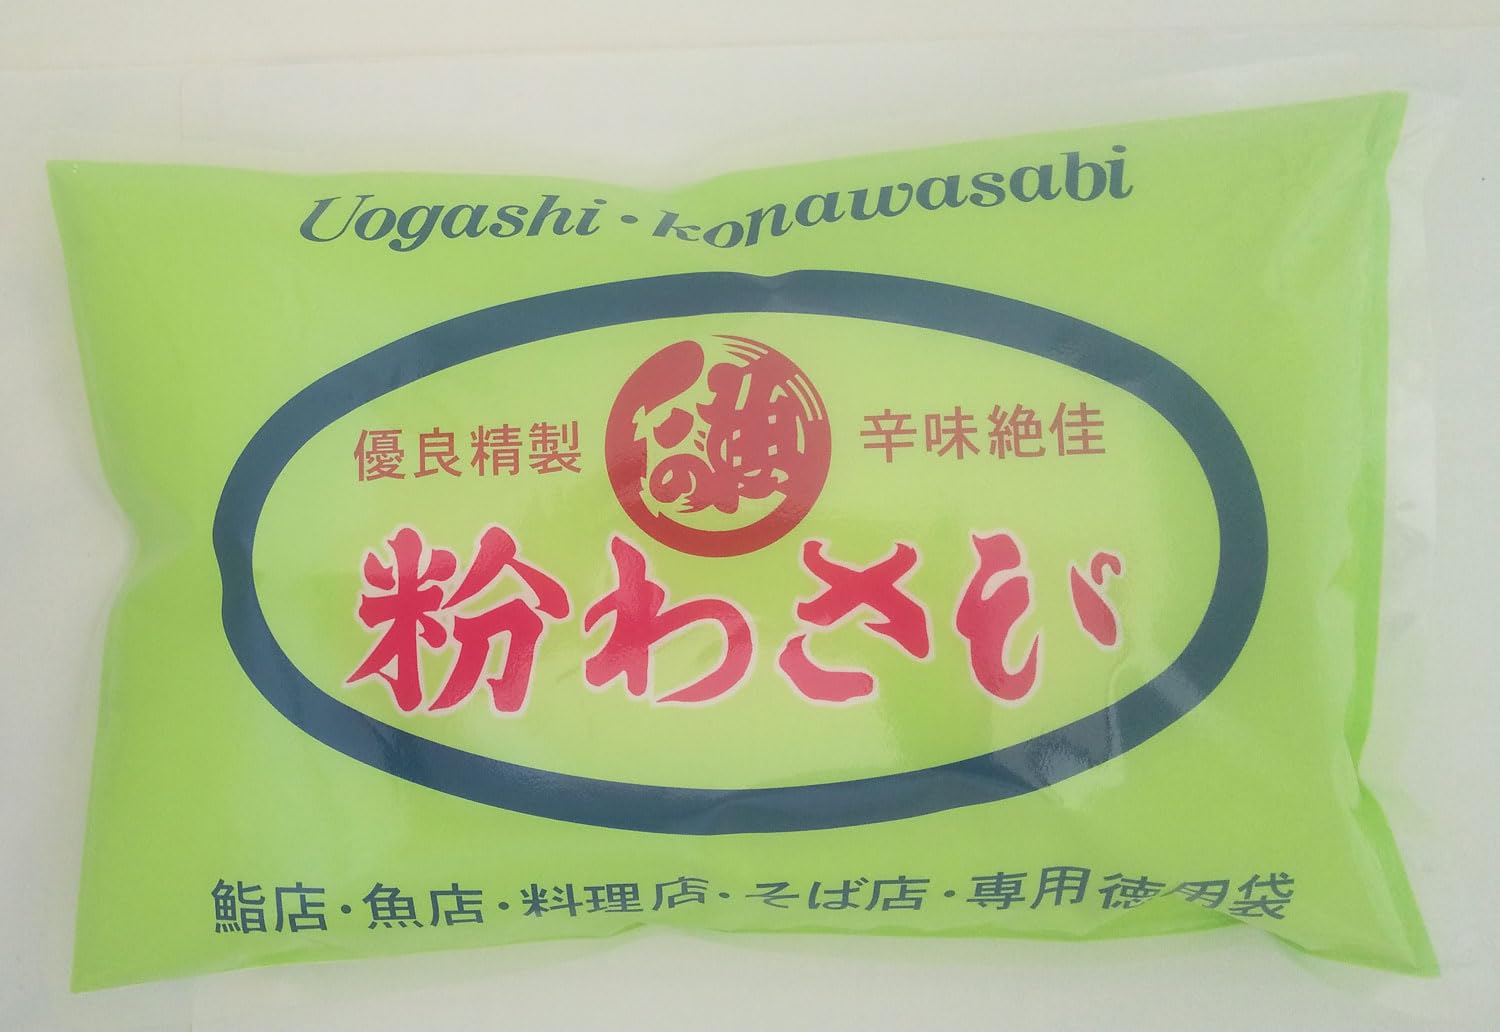 Uogashi・konawasabi
優良精製
辛味絶佳
粉わさび
鮨店・魚店・料理店・そば店・専用徳用袋